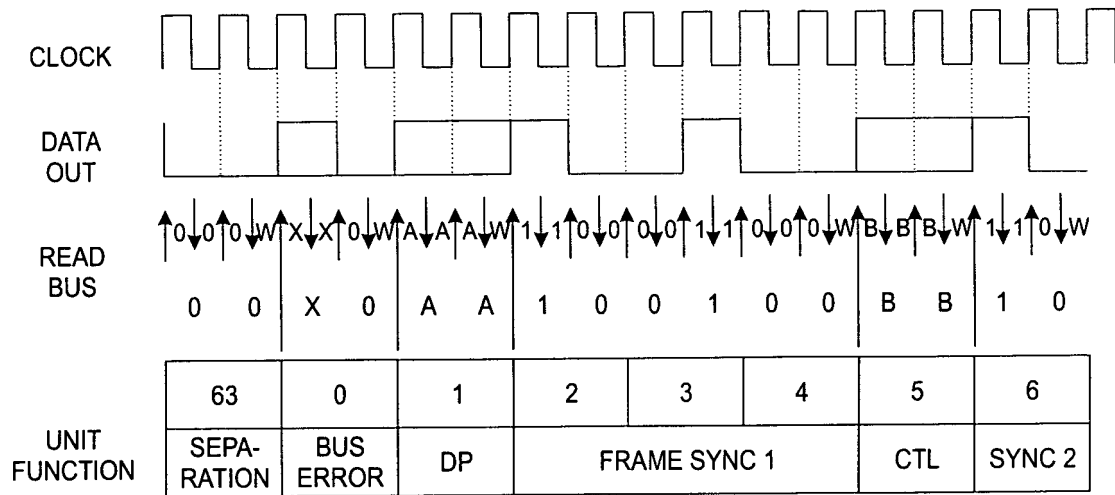 CLOCK
DATA
OUT
READ
BUS
0 0 0 W X X 0 W A A A W 1 1 0 0 0 0 1 1 0 0 0 W B B B W 1 1 0 W
0 0 X 0 A A 1 0 0 1 0 0 B B 1 0
63 0 1 2 3 4 5 6
UNIT
FUNCTION
SEPA-
RATION
BUS
ERROR
DP
FRAME SYNC 1
CTL
SYNC 2